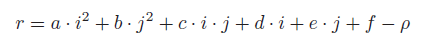 r = a · i² + b · j² + c · i · j + d · i + e · j + f − ρ